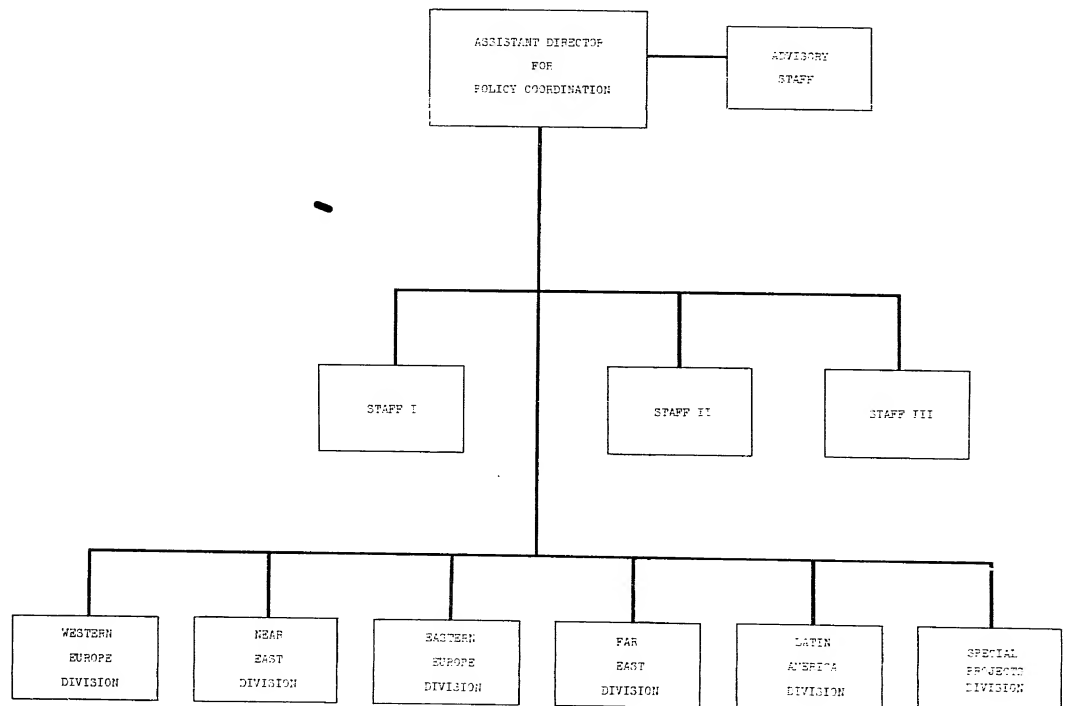 ASSISTANT DIRECTOR
FOR
POLICY COORDINATION
ADVISORY
STAFF
STAFF I
STAFF II
STAFF III
WESTERN
EUROPE
DIVISION
NEAR
EAST
DIVISION
EASTERN
EUROPE
DIVISION
FAR
EAST
DIVISION
LATIN
AMERICA
DIVISION
SPECIAL
PROJECTS
DIVISION